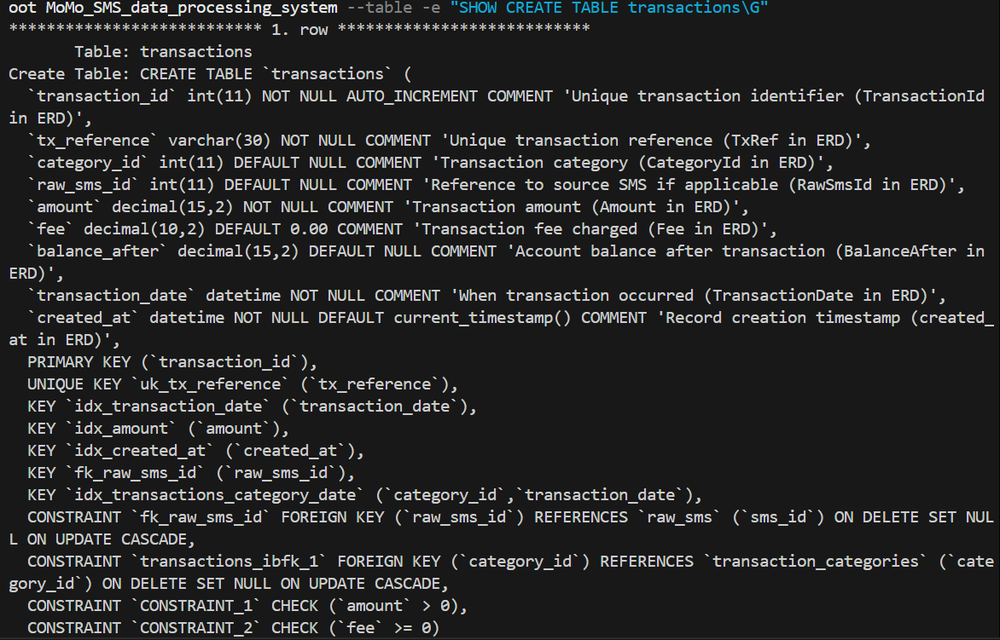 oot MoMo_SMS_data_processing_system --table -e "SHOW CREATE TABLE transactions\G"
*************************** 1. row ***************************
       Table: transactions
Create Table: CREATE TABLE `transactions` (
  `transaction_id` int(11) NOT NULL AUTO_INCREMENT COMMENT 'Unique transaction identifier (TransactionId
in ERD)',
  `tx_reference` varchar(30) NOT NULL COMMENT 'Unique transaction reference (TxRef in ERD)',
  `category_id` int(11) DEFAULT NULL COMMENT 'Transaction category (CategoryId in ERD)',
  `raw_sms_id` int(11) DEFAULT NULL COMMENT 'Reference to source SMS if applicable (RawSmsId in ERD)',
  `amount` decimal(15,2) NOT NULL COMMENT 'Transaction amount (Amount in ERD)',
  `fee` decimal(10,2) DEFAULT 0.00 COMMENT 'Transaction fee charged (Fee in ERD)',
  `balance_after` decimal(15,2) DEFAULT NULL COMMENT 'Account balance after transaction (BalanceAfter in
ERD)',
  `transaction_date` datetime NOT NULL COMMENT 'When transaction occurred (TransactionDate in ERD)',
  `created_at` datetime NOT NULL DEFAULT current_timestamp() COMMENT 'Record creation timestamp (created_
at in ERD)',
  PRIMARY KEY (`transaction_id`),
  UNIQUE KEY `uk_tx_reference` (`tx_reference`),
  KEY `idx_transaction_date` (`transaction_date`),
  KEY `idx_amount` (`amount`),
  KEY `idx_created_at` (`created_at`),
  KEY `fk_raw_sms_id` (`raw_sms_id`),
  KEY `idx_transactions_category_date` (`category_id`,`transaction_date`),
  CONSTRAINT `fk_raw_sms_id` FOREIGN KEY (`raw_sms_id`) REFERENCES `raw_sms` (`sms_id`) ON DELETE SET NUL
L ON UPDATE CASCADE,
  CONSTRAINT `transactions_ibfk_1` FOREIGN KEY (`category_id`) REFERENCES `transaction_categories` (`cate
gory_id`) ON DELETE SET NULL ON UPDATE CASCADE,
  CONSTRAINT `CONSTRAINT_1` CHECK (`amount` > 0),
  CONSTRAINT `CONSTRAINT_2` CHECK (`fee` >= 0)